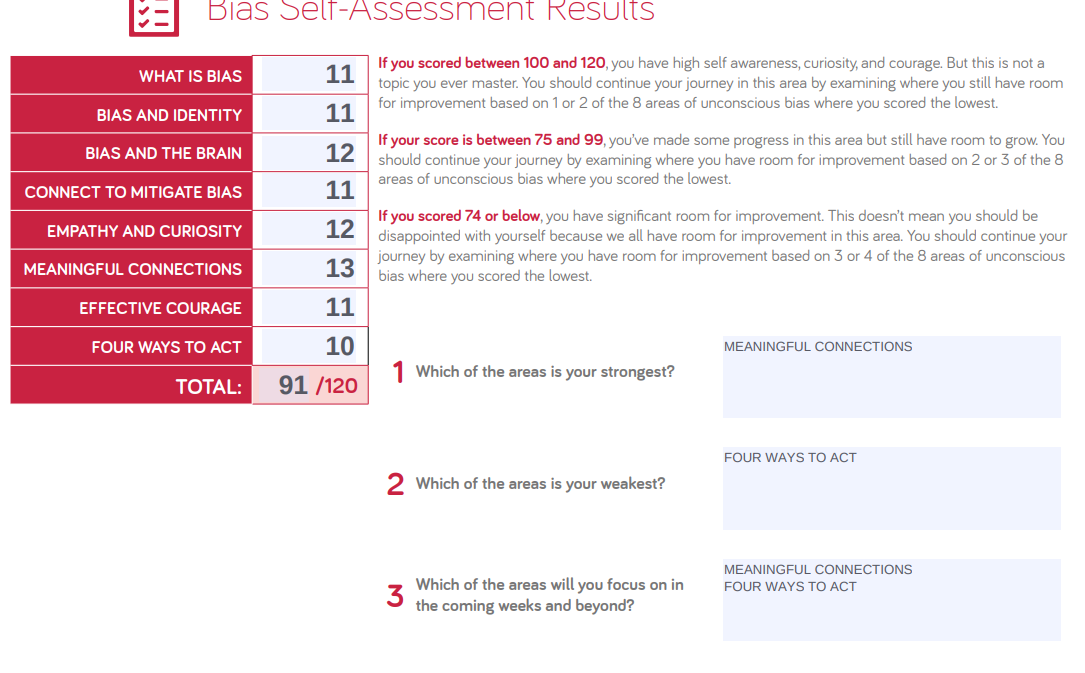 Bias Self-Assessment Results
WHAT IS BIAS 11
BIAS AND IDENTITY 11
BIAS AND THE BRAIN 12
CONNECT TO MITIGATE BIAS 11
EMPATHY AND CURIOSITY 12
MEANINGFUL CONNECTIONS 13
EFFECTIVE COURAGE 11
FOUR WAYS TO ACT 10
TOTAL: 91 /120
If you scored between 100 and 120, you have high self awareness, curiosity, and courage. But this is not a
topic you ever master. You should continue your journey in this area by examining where you still have room
for improvement based on 1 or 2 of the 8 areas of unconscious bias where you scored the lowest.
If your score is between 75 and 99, you've made some progress in this area but still have room to grow. You
should continue your journey by examining where you have room for improvement based on 2 or 3 of the 8
areas of unconscious bias where you scored the lowest.
If you scored 74 or below, you have significant room for improvement. This doesn't mean you should be
disappointed with yourself because we all have room for improvement in this area. You should continue your
journey by examining where you have room for improvement based on 3 or 4 of the 8 areas of unconscious
bias where you scored the lowest.
1 Which of the areas is your strongest?
MEANINGFUL CONNECTIONS
2 Which of the areas is your weakest?
FOUR WAYS TO ACT
3 Which of the areas will you focus on in
the coming weeks and beyond?
MEANINGFUL CONNECTIONS
FOUR WAYS TO ACT